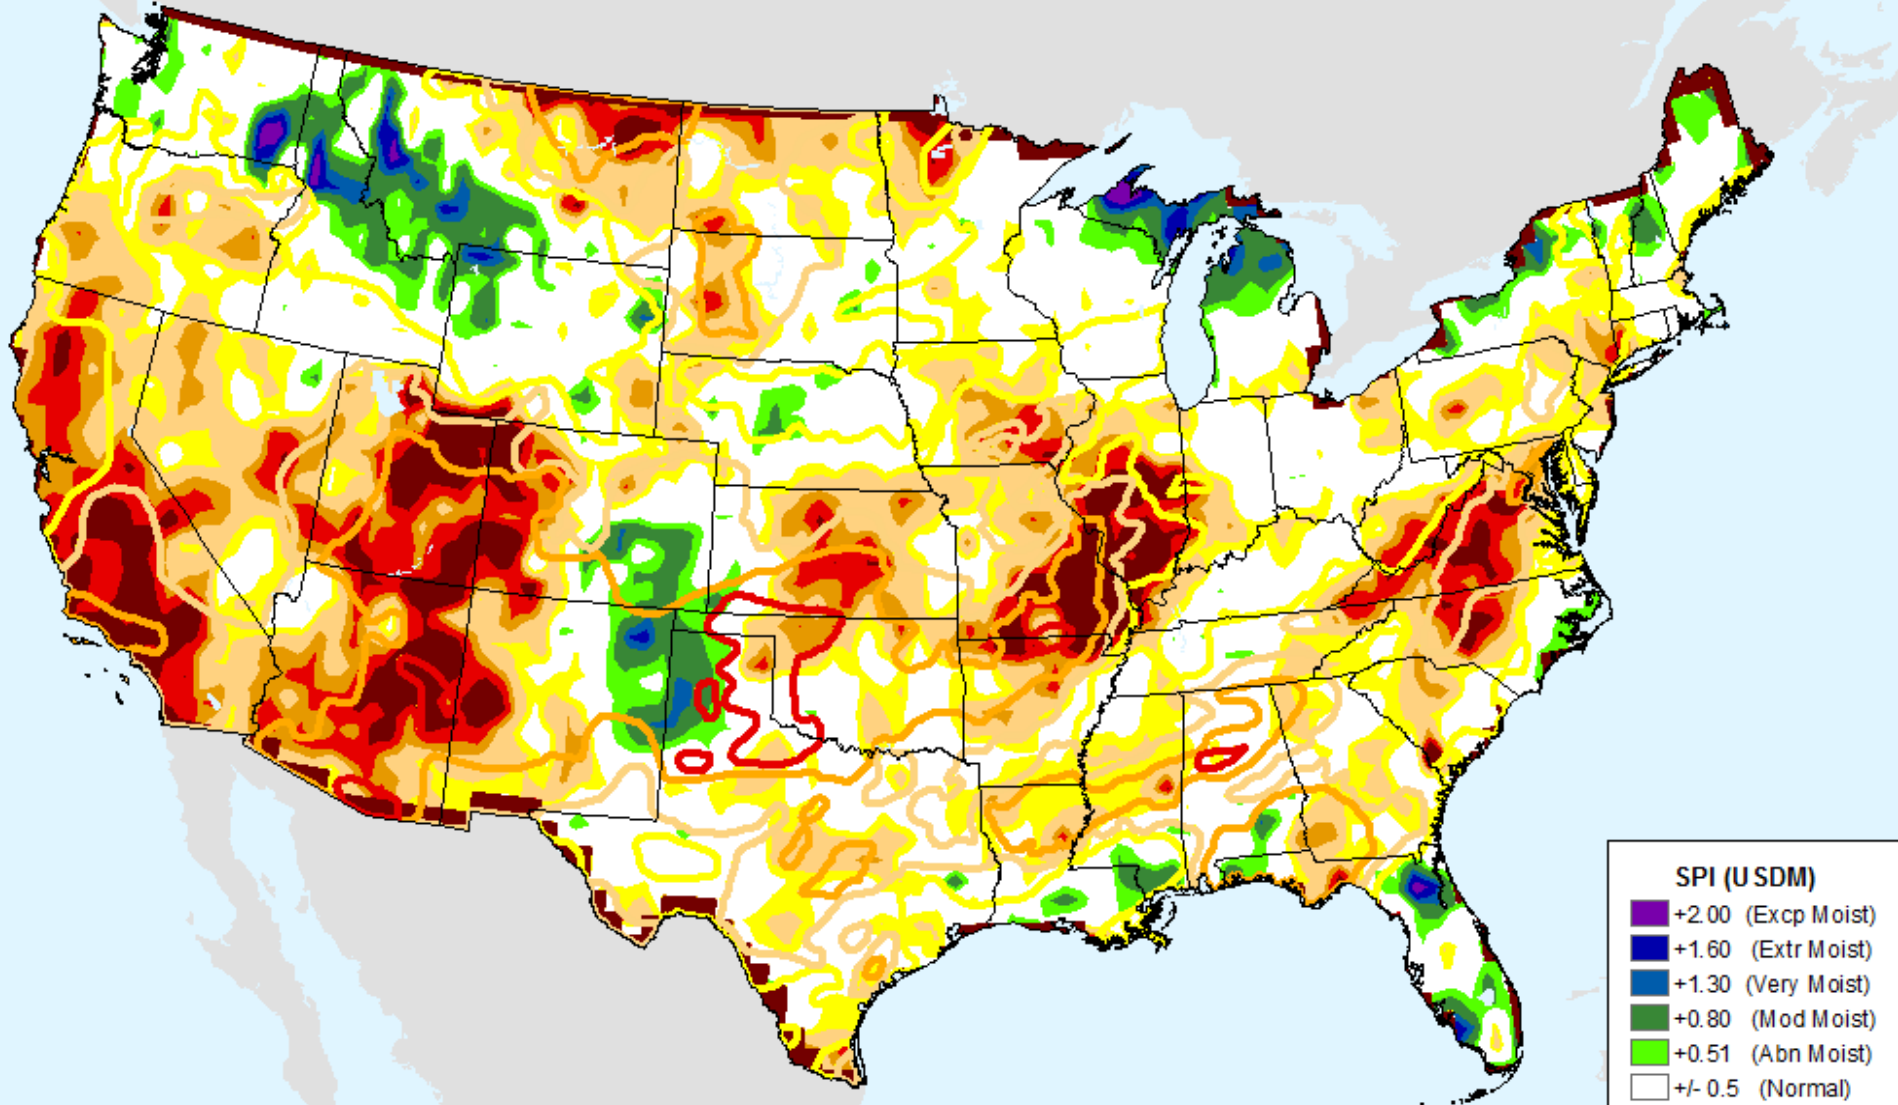 SPI (USDM)
+2.00 (Excp Moist)
+1.60 (Extr Moist)
+1.30 (Very Moist)
+0.80 (Mod Moist)
+0.51 (Abn Moist)
+/- 0.5 (Normal)